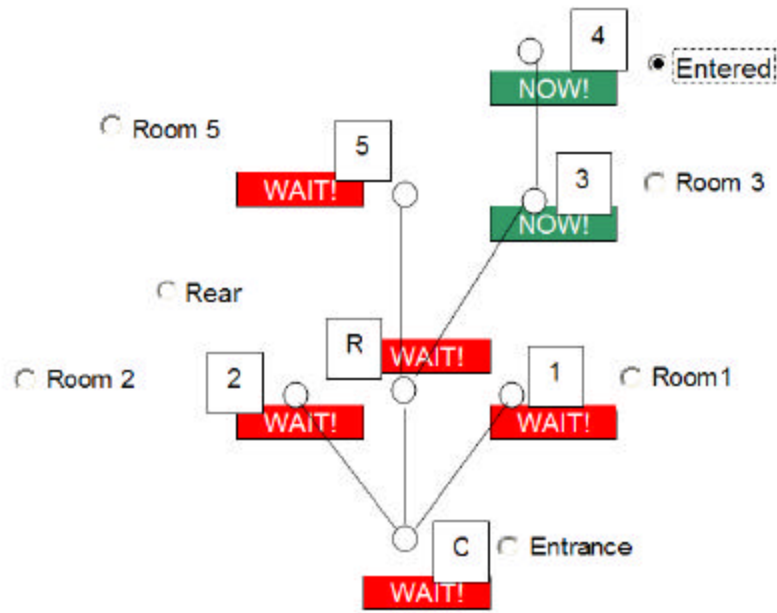 4
Entered
NOW!
Room 5
5
WAIT!
3
Room 3
NOW!
Rear
R
WAIT!
Room 2
2
WAIT!
1
Room1
WAIT!
C
Entrance
WAIT!